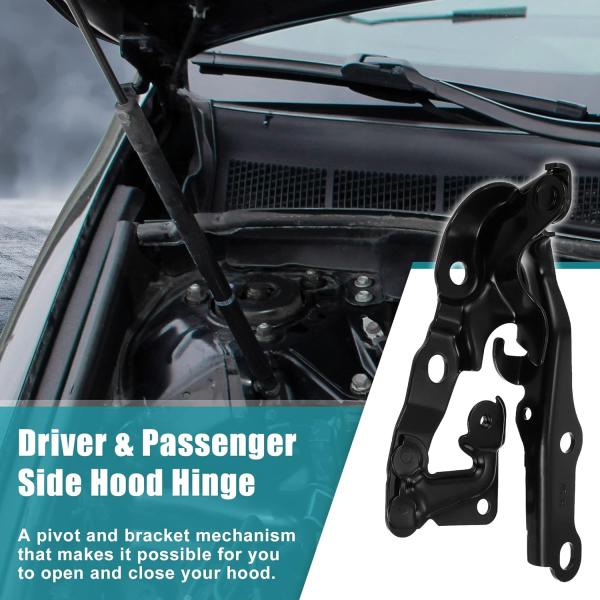 Driver & Passenger
Side Hood Hinge
A pivot and bracket mechanism
that makes it possible for you
to open and close your hood.